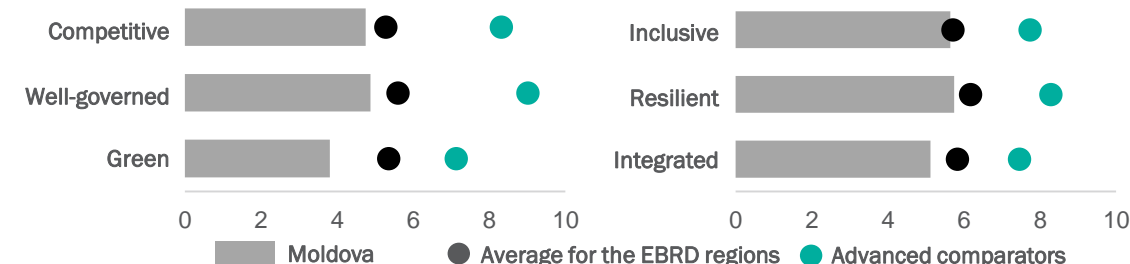 Competitive
Well-governed
Green
0 2 4 6 8 10
Inclusive
Resilient
Integrated
0 2 4 6 8 10
Moldova Average for the EBRD regions Advanced comparators